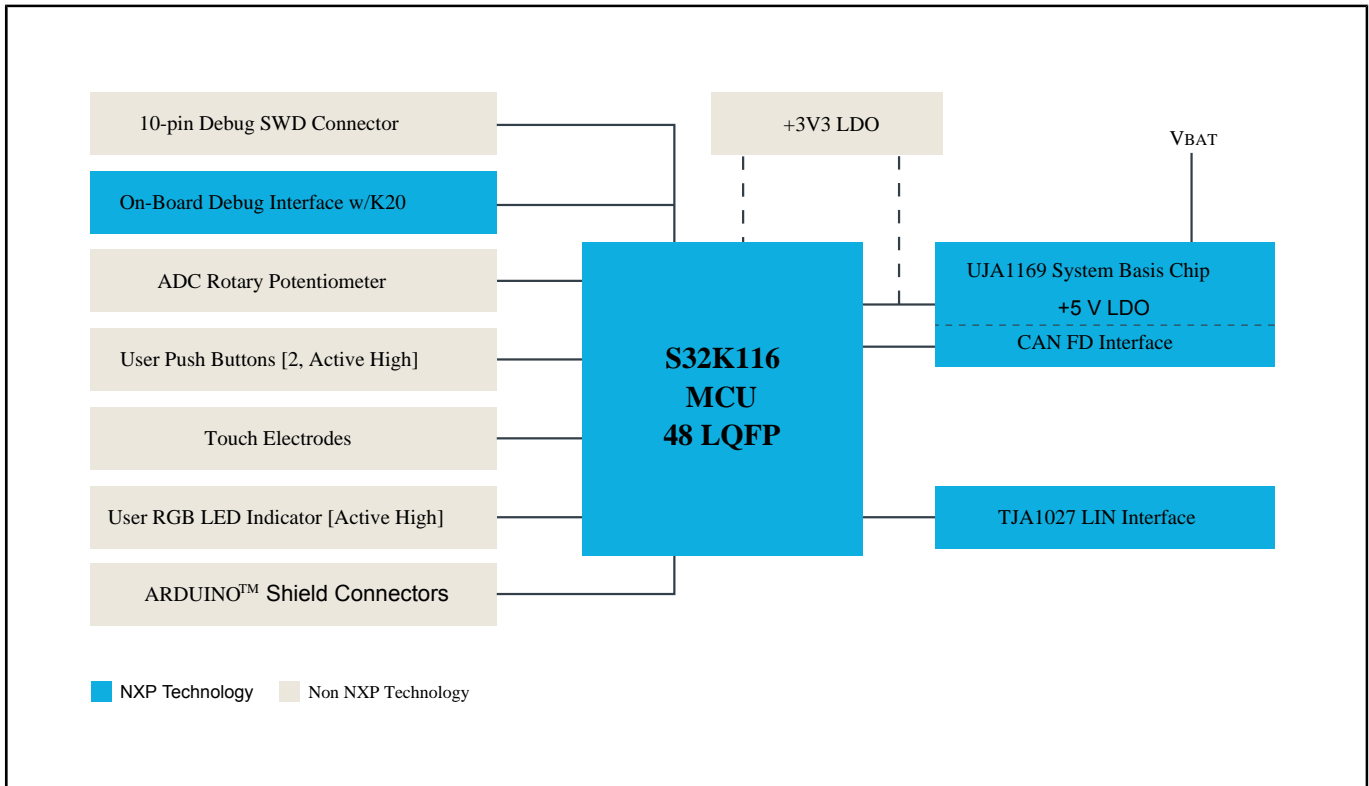 10-pin Debug SWD Connector
On-Board Debug Interface w/K20
ADC Rotary Potentiometer
User Push Buttons [2, Active High]
Touch Electrodes
User RGB LED Indicator [Active High]
ARDUINO™ Shield Connectors
+3V3 LDO
S32K116
MCU
48 LQFP
VBAT
UJA1169 System Basis Chip
+5 V LDO
CAN FD Interface
TJA1027 LIN Interface
NXP Technology
Non NXP Technology